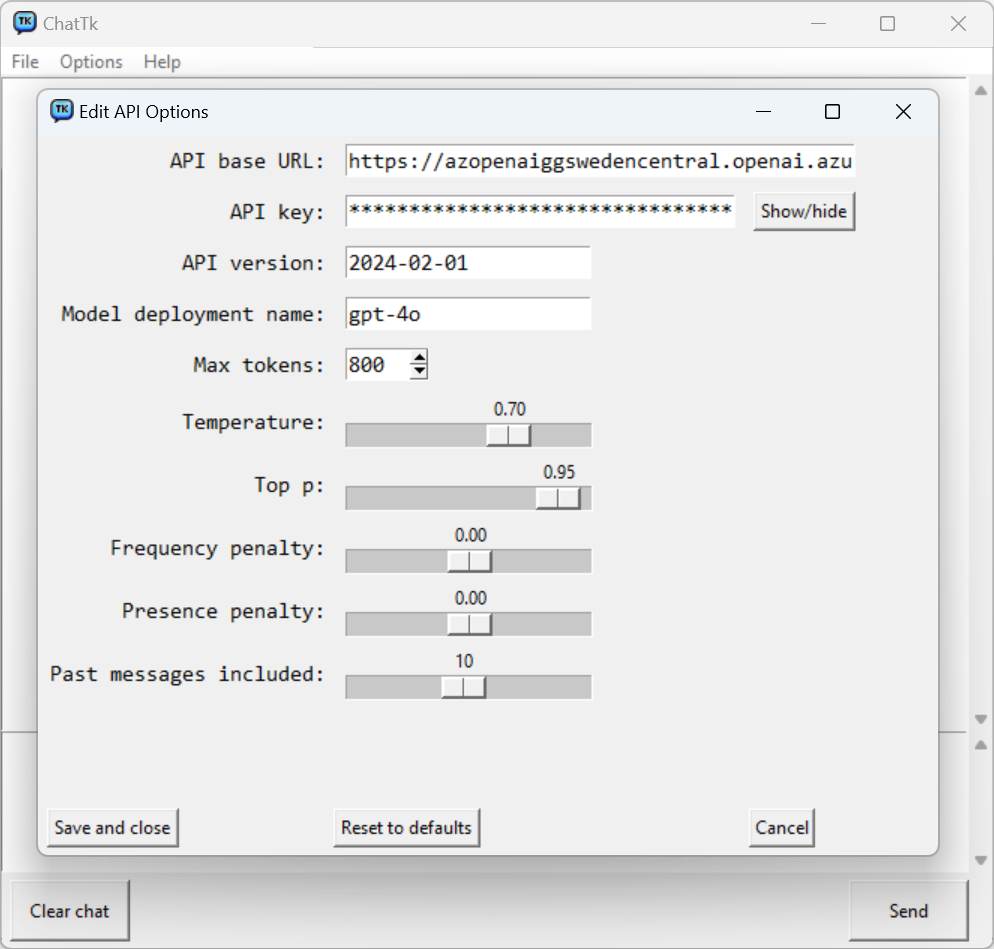 TK ChatTk
File Options Help
TK Edit API Options
API base URL: https://azopenaiggswedencentral.openai.azu
API key: ******************************** Show/hide
API version: 2024-02-01
Model deployment name: gpt-4o
Max tokens: 800
0.70
Temperature:
0.95
Top p:
0.00
Frequency penalty:
0.00
Presence penalty:
10
Past messages included:
Save and close Reset to defaults Cancel
Clear chat Send